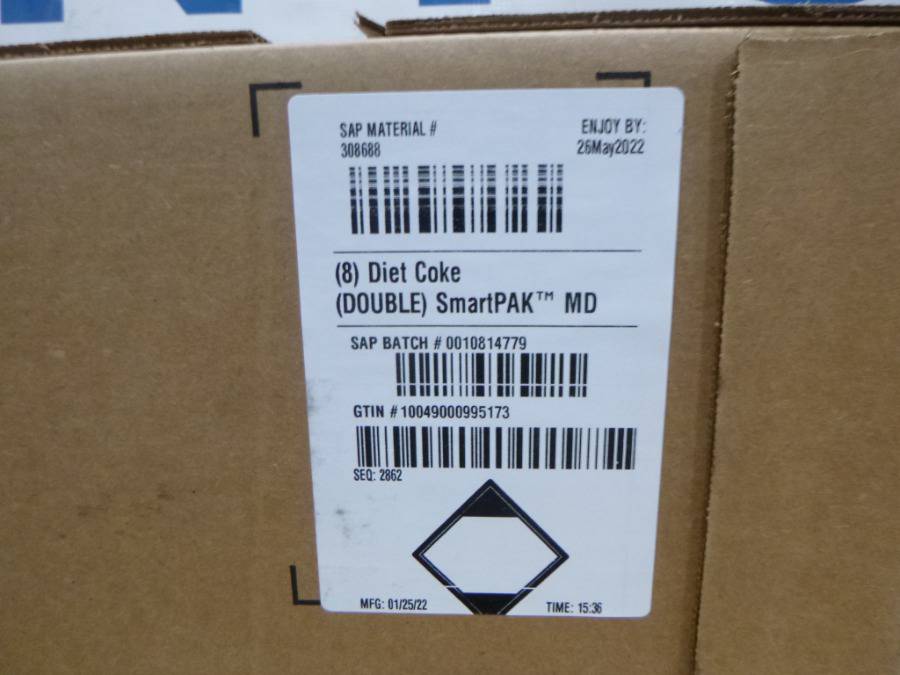 SAP MATERIAL #
308688
ENJOY BY:
26May2022
(8) Diet Coke
(DOUBLE) SmartPAK™ MD
SAP BATCH # 0010814779
GTIN # 10049000995173
SEQ: 2862
MFG: 01/25/22
TIME: 15:36